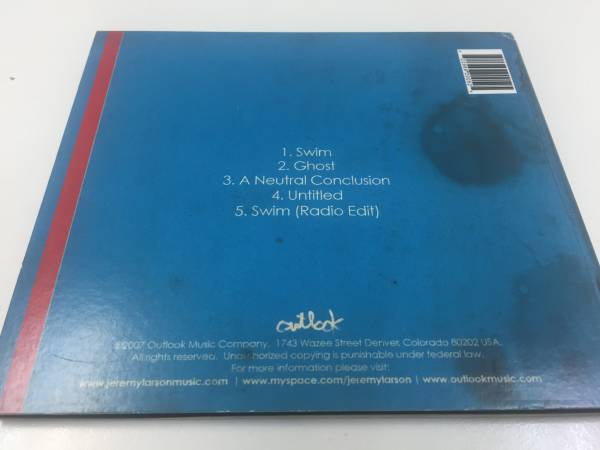 1. Swim
2. Ghost
3. A Neutral Conclusion
4. Untitled
5. Swim (Radio Edit)
outlook
©2007 Outlook Music Company, 1743 Wazee Street Denver, Colorado 80202 USA.
All rights reserved. Unauthorized copying is punishable under federal law.
For more information please visit:
www.jeremylarsonmusic.com | www.myspace.com/jeremylarson | www.outlookmusic.com